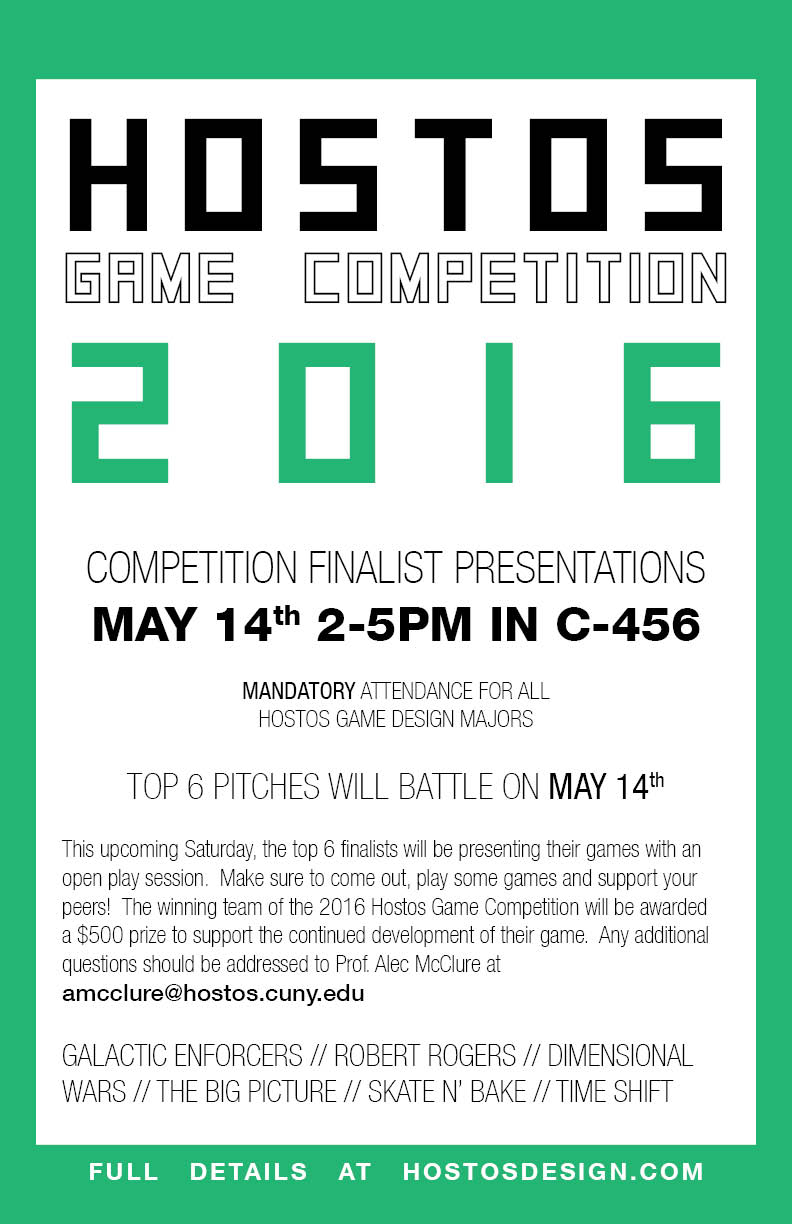 HOSTOS
GAME COMPETITION
2016
COMPETITION FINALIST PRESENTATIONS
MAY 14th 2-5PM IN C-456
MANDATORY ATTENDANCE FOR ALL
HOSTOS GAME DESIGN MAJORS
TOP 6 PITCHES WILL BATTLE ON MAY 14th
This upcoming Saturday, the top 6 finalists will be presenting their games with an
open play session.  Make sure to come out, play some games and support your
peers!  The winning team of the 2016 Hostos Game Competition will be awarded
a $500 prize to support the continued development of their game.  Any additional
questions should be addressed to Prof. Alec McClure at
amcclure@hostos.cuny.edu
GALACTIC ENFORCERS // ROBERT ROGERS // DIMENSIONAL
WARS // THE BIG PICTURE // SKATE N' BAKE // TIME SHIFT
FULL DETAILS AT HOSTOSDESIGN.COM